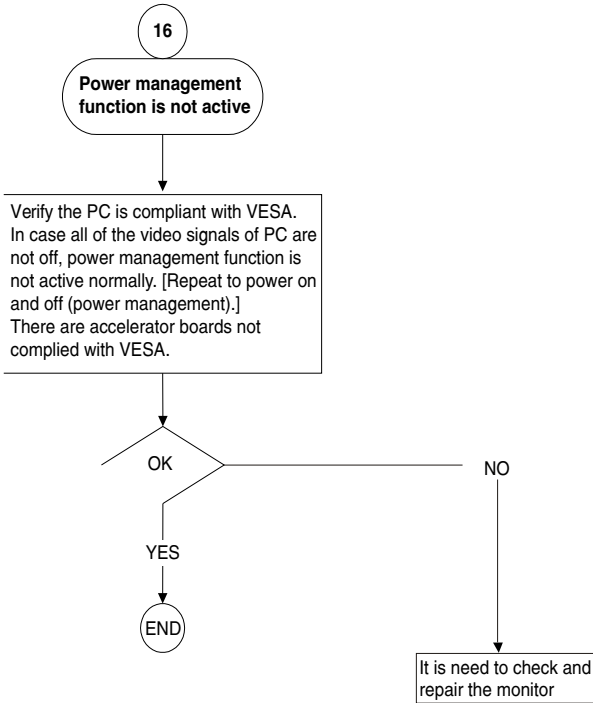 16
Power management
function is not active
Verify the PC is compliant with VESA.
In case all of the video signals of PC are
not off, power management function is
not active normally. [Repeat to power on
and off (power management).]
There are accelerator boards not
complied with VESA.
OK
NO
YES
END
It is need to check and
repair the monitor